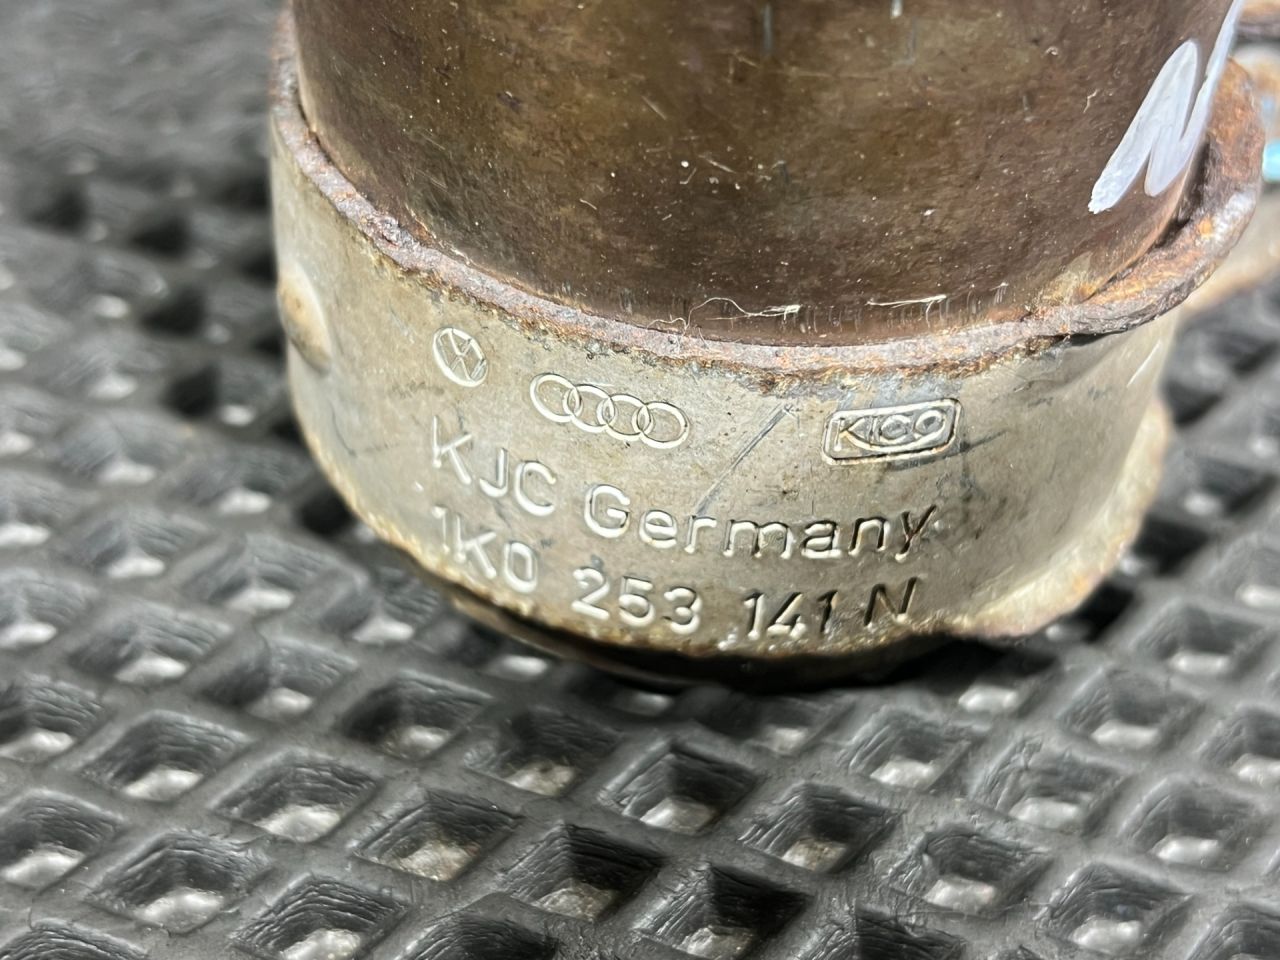 KICO
KJC Germany
1K0 253 141 N